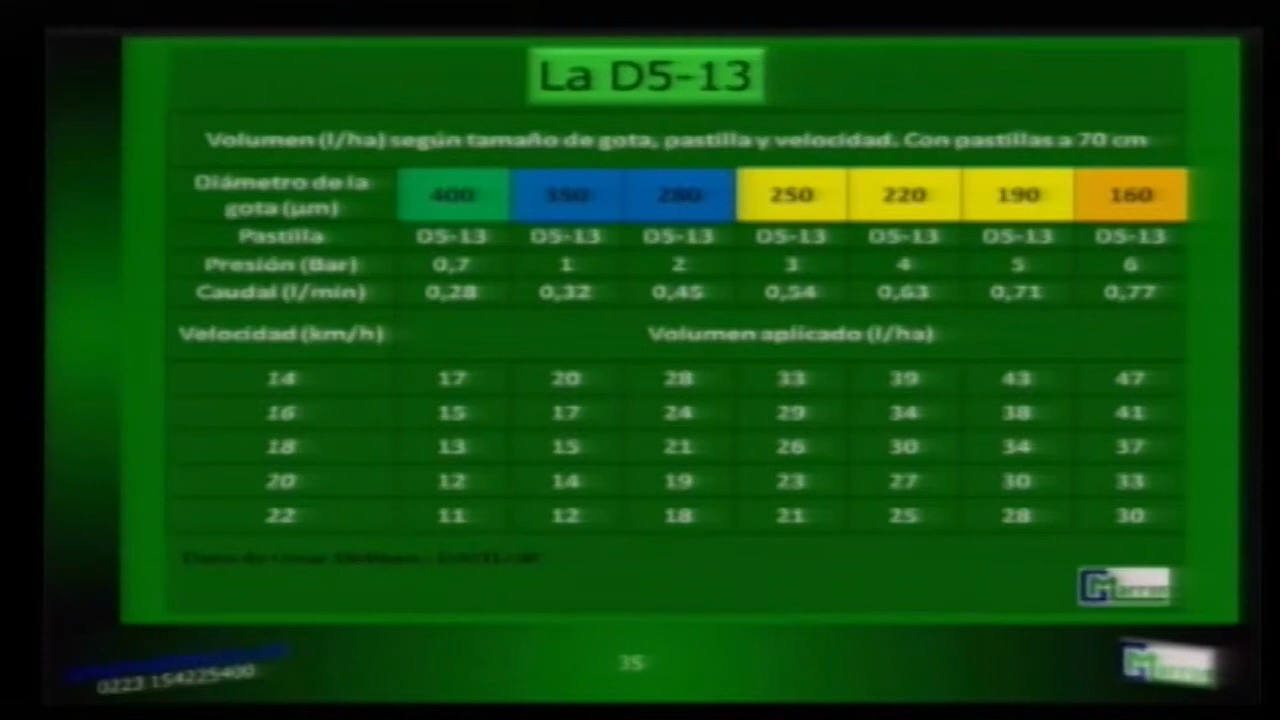 La D5-13
Volumen (l/ha) según tamaño de gota, pastilla y velocidad. Con pastillas a 70 cm
Diámetro de la gota (µm) 400 350 280 250 220 190 160
Pastilla D5-13 D5-13 D5-13 D5-13 D5-13 D5-13 D5-13
Presión (Bar) 0,7 1 2 3 4 5 6
Caudal (l/min) 0,28 0,32 0,45 0,54 0,63 0,71 0,77
Velocidad (km/h) Volumen aplicado (l/ha)
14 17 20 28 33 39 43 47
16 15 17 24 29 34 38 41
18 13 15 21 26 30 34 37
20 12 14 19 23 27 30 33
22 11 12 18 21 25 28 30
0223 154225400
35